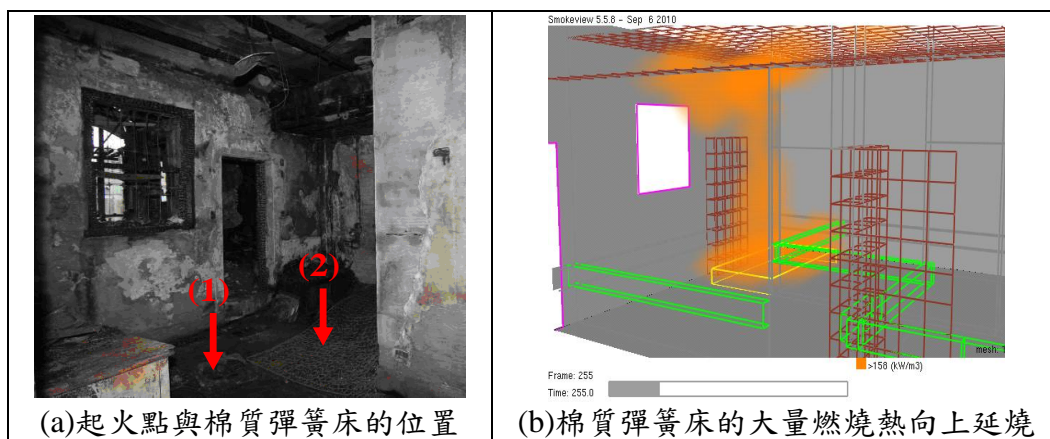 Smokeview 5.5.8 - Sep 6 2010
(1)
(2)
mesh: 1
>158 (kW/m3)
Frame: 255
Time: 255.0
(a)起火點與棉質彈簧床的位置
(b)棉質彈簧床的大量燃燒熱向上延燒